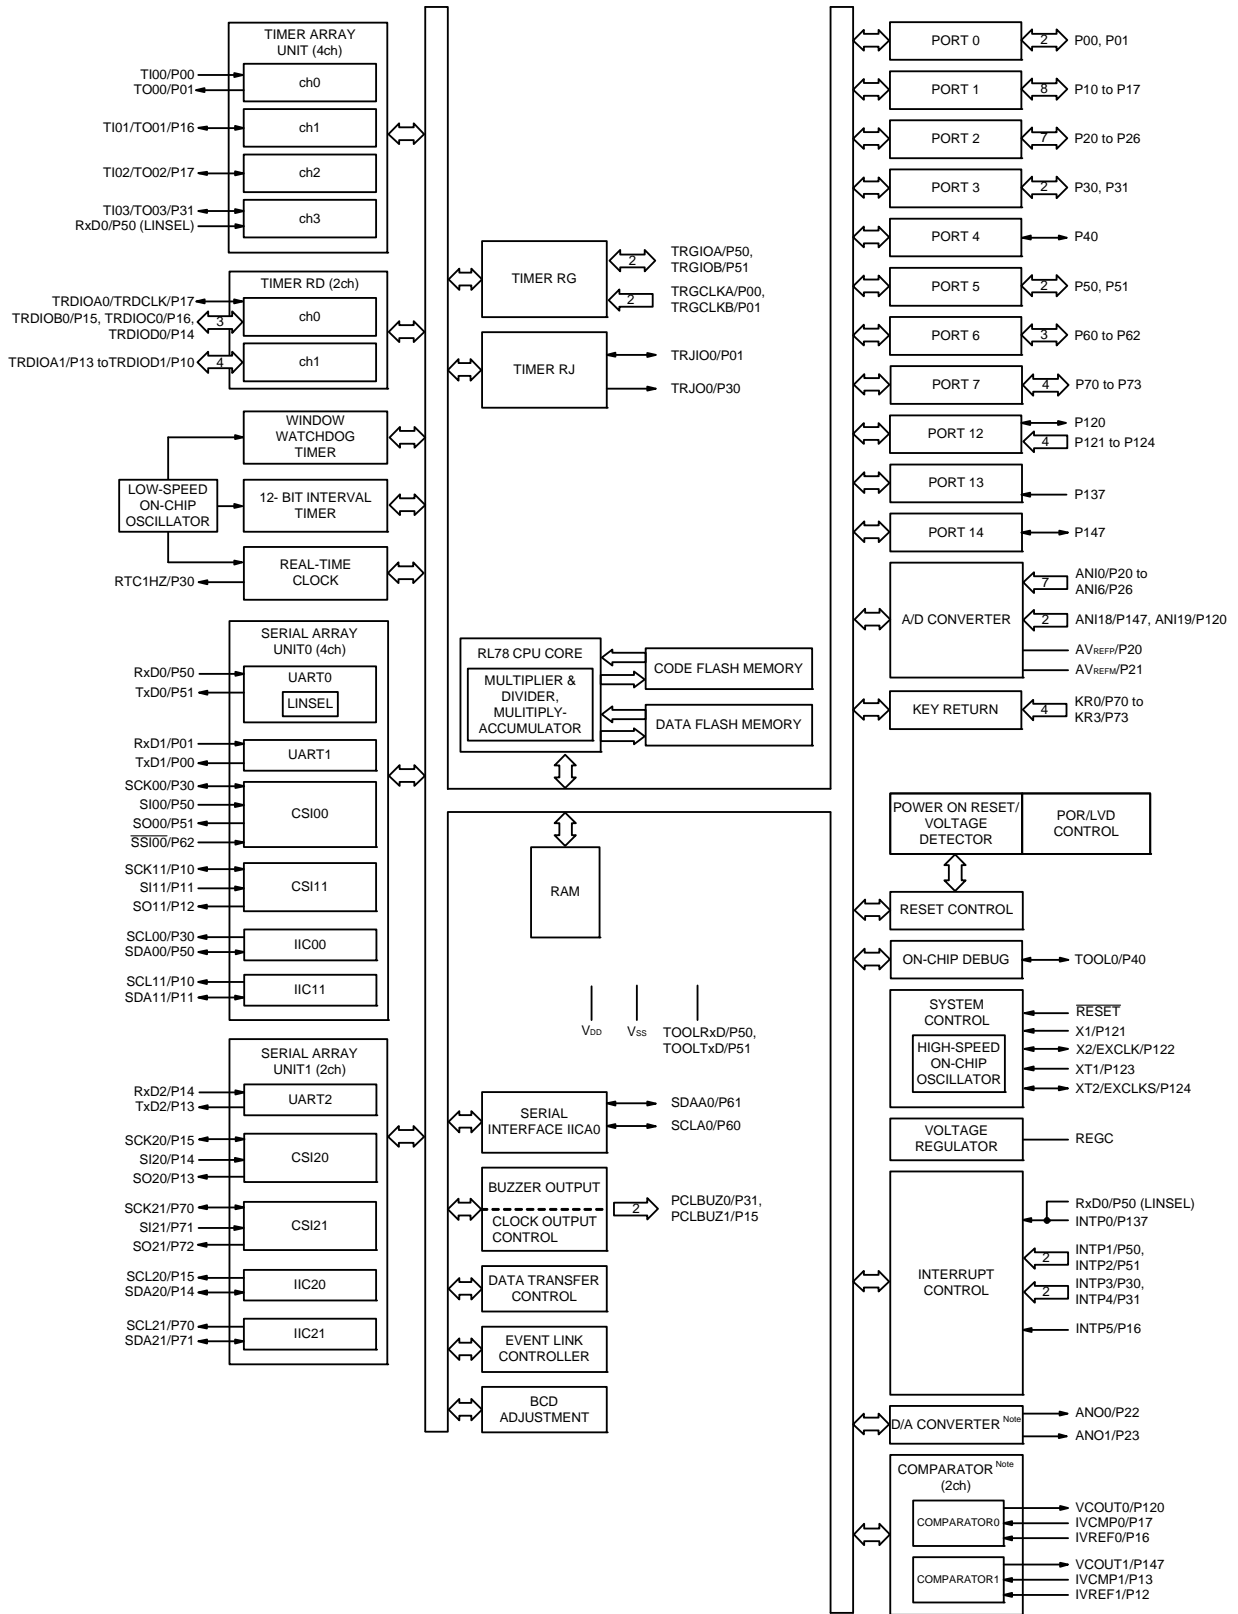 TIMER ARRAY
UNIT (4ch)
TI00/P00
TO00/P01
ch0
TI01/TO01/P16
ch1
TI02/TO02/P17
ch2
TI03/TO03/P31
RxD0/P50 (LINSEL)
ch3
TIMER RD (2ch)
TRDIOA0/TRDCLK/P17
TRDIOB0/P15, TRDIOC0/P16,
TRDIOD0/P14
3
ch0
TRDIOA1/P13 toTRDIOD1/P10
4
ch1
WINDOW
WATCHDOG
TIMER
LOW-SPEED
ON-CHIP
OSCILLATOR
12- BIT INTERVAL
TIMER
RTC1HZ/P30
REAL-TIME
CLOCK
SERIAL ARRAY
UNIT0 (4ch)
RxD0/P50
TxD0/P51
UART0
LINSEL
RxD1/P01
TxD1/P00
UART1
SCK00/P30
SI00/P50
SO00/P51
SSI00/P62
CSI00
SCK11/P10
SI11/P11
SO11/P12
CSI11
SCL00/P30
SDA00/P50
IIC00
SCL11/P10
SDA11/P11
IIC11
SERIAL ARRAY
UNIT1 (2ch)
RxD2/P14
TxD2/P13
UART2
SCK20/P15
SI20/P14
SO20/P13
CSI20
SCK21/P70
SI21/P71
SO21/P72
CSI21
SCL20/P15
SDA20/P14
IIC20
SCL21/P70
SDA21/P71
IIC21
TIMER RG
2
TRGIOA/P50,
TRGIOB/P51
2
TRGCLKA/P00,
TRGCLKB/P01
TIMER RJ
TRJIO0/P01
TRJO0/P30
RL78 CPU CORE
MULTIPLIER &
DIVIDER,
MULITIPLY-
ACCUMULATOR
CODE FLASH MEMORY
DATA FLASH MEMORY
RAM
VDD
VSS
TOOLRxD/P50,
TOOLTxD/P51
SERIAL
INTERFACE IICA0
SDAA0/P61
SCLA0/P60
BUZZER OUTPUT
CLOCK OUTPUT
CONTROL
2
PCLBUZ0/P31,
PCLBUZ1/P15
DATA TRANSFER
CONTROL
EVENT LINK
CONTROLLER
BCD
ADJUSTMENT
PORT 0
2
P00, P01
PORT 1
8
P10 to P17
PORT 2
7
P20 to P26
PORT 3
2
P30, P31
PORT 4
P40
PORT 5
2
P50, P51
PORT 6
3
P60 to P62
PORT 7
4
P70 to P73
PORT 12
P120
4
P121 to P124
PORT 13
P137
PORT 14
P147
A/D CONVERTER
7
ANI0/P20 to
ANI6/P26
2
ANI18/P147, ANI19/P120
AVREFP/P20
AVREFM/P21
KEY RETURN
4
KR0/P70 to
KR3/P73
POWER ON RESET/
VOLTAGE
DETECTOR
POR/LVD
CONTROL
RESET CONTROL
ON-CHIP DEBUG
TOOL0/P40
SYSTEM
CONTROL
HIGH-SPEED
ON-CHIP
OSCILLATOR
RESET
X1/P121
X2/EXCLK/P122
XT1/P123
XT2/EXCLKS/P124
VOLTAGE
REGULATOR
REGC
INTERRUPT
CONTROL
RxD0/P50 (LINSEL)
INTP0/P137
2
INTP1/P50,
INTP2/P51
2
INTP3/P30,
INTP4/P31
INTP5/P16
D/A CONVERTER Note
ANO0/P22
ANO1/P23
COMPARATOR Note
(2ch)
COMPARATOR0
VCOUT0/P120
IVCMP0/P17
IVREF0/P16
COMPARATOR1
VCOUT1/P147
IVCMP1/P13
IVREF1/P12